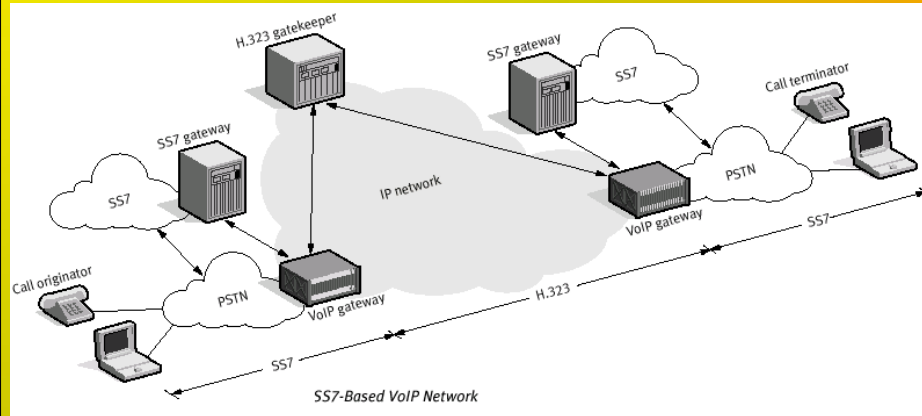 H.323 gatekeeper
SS7 gateway
SS7
Call terminator
SS7 gateway
IP network
PSTN
SS7
VoIP gateway
SS7
Call originator
PSTN
VoIP gateway
H.323
SS7
SS7-Based VoIP Network